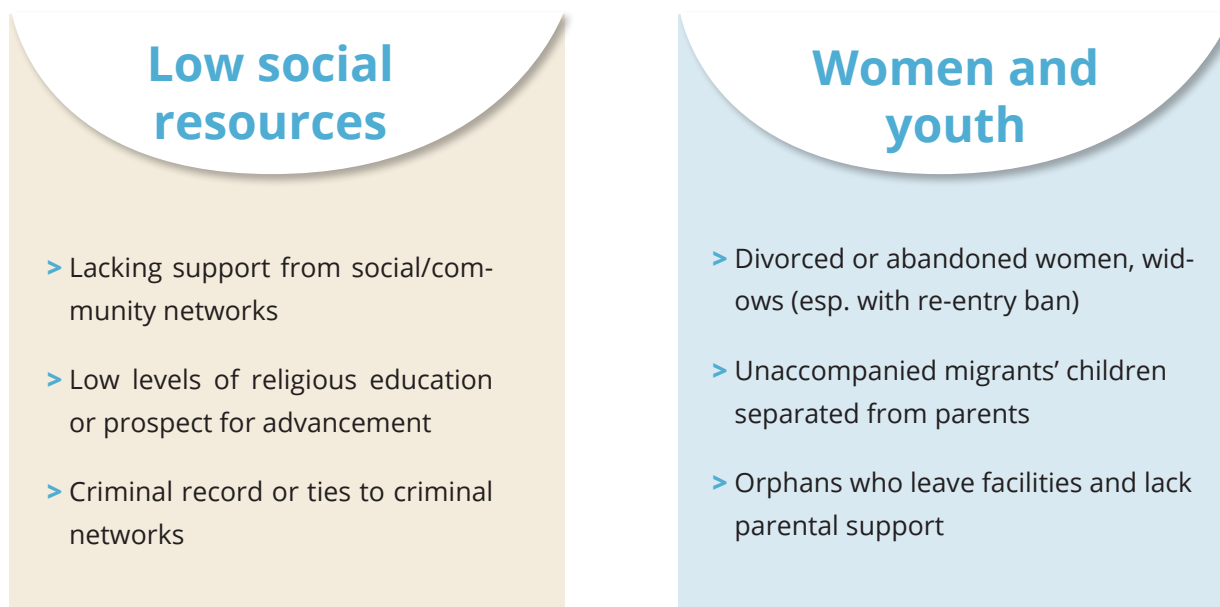 Low social
resources
> Lacking support from social/com-
munity networks
> Low levels of religious education
or prospect for advancement
> Criminal record or ties to criminal
networks
Women and
youth
> Divorced or abandoned women, wid-
ows (esp. with re-entry ban)
> Unaccompanied migrants’ children
separated from parents
> Orphans who leave facilities and lack
parental support